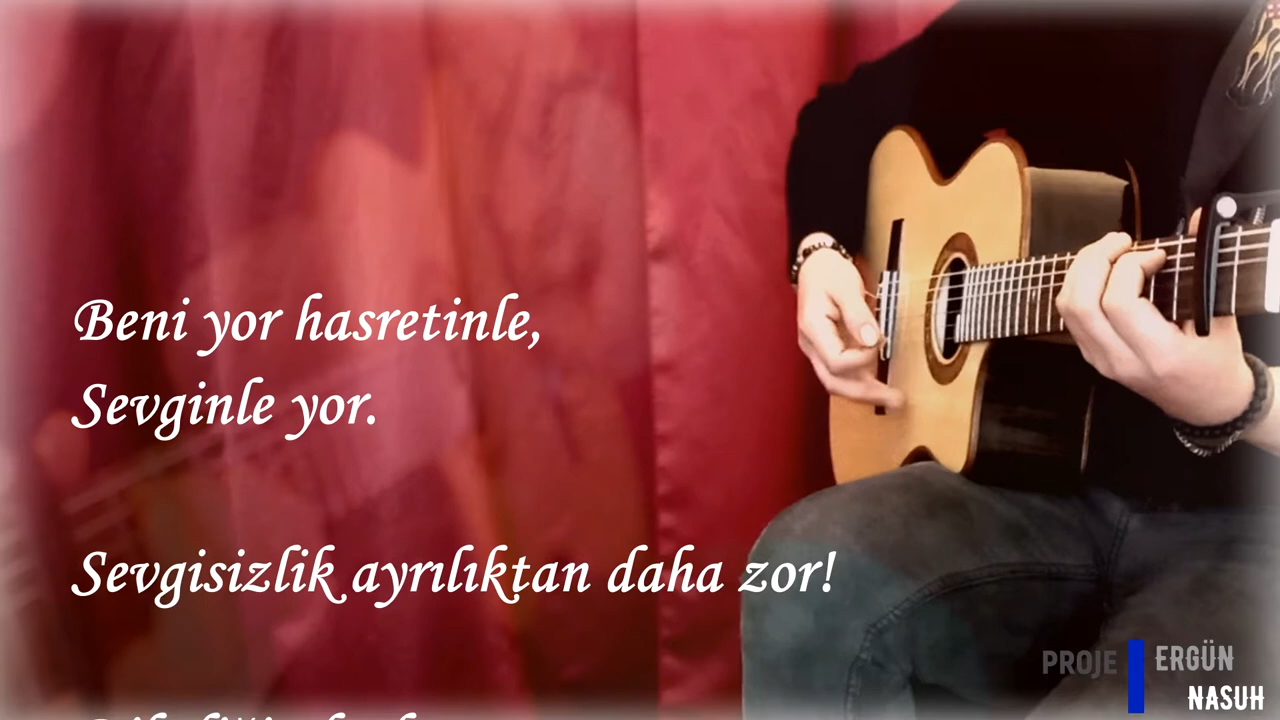 Beni yor hasretinle,
Sevginle yor.
Sevgisizlik ayrılıktan daha zor!
PROJE
ERGÜN
NASUH